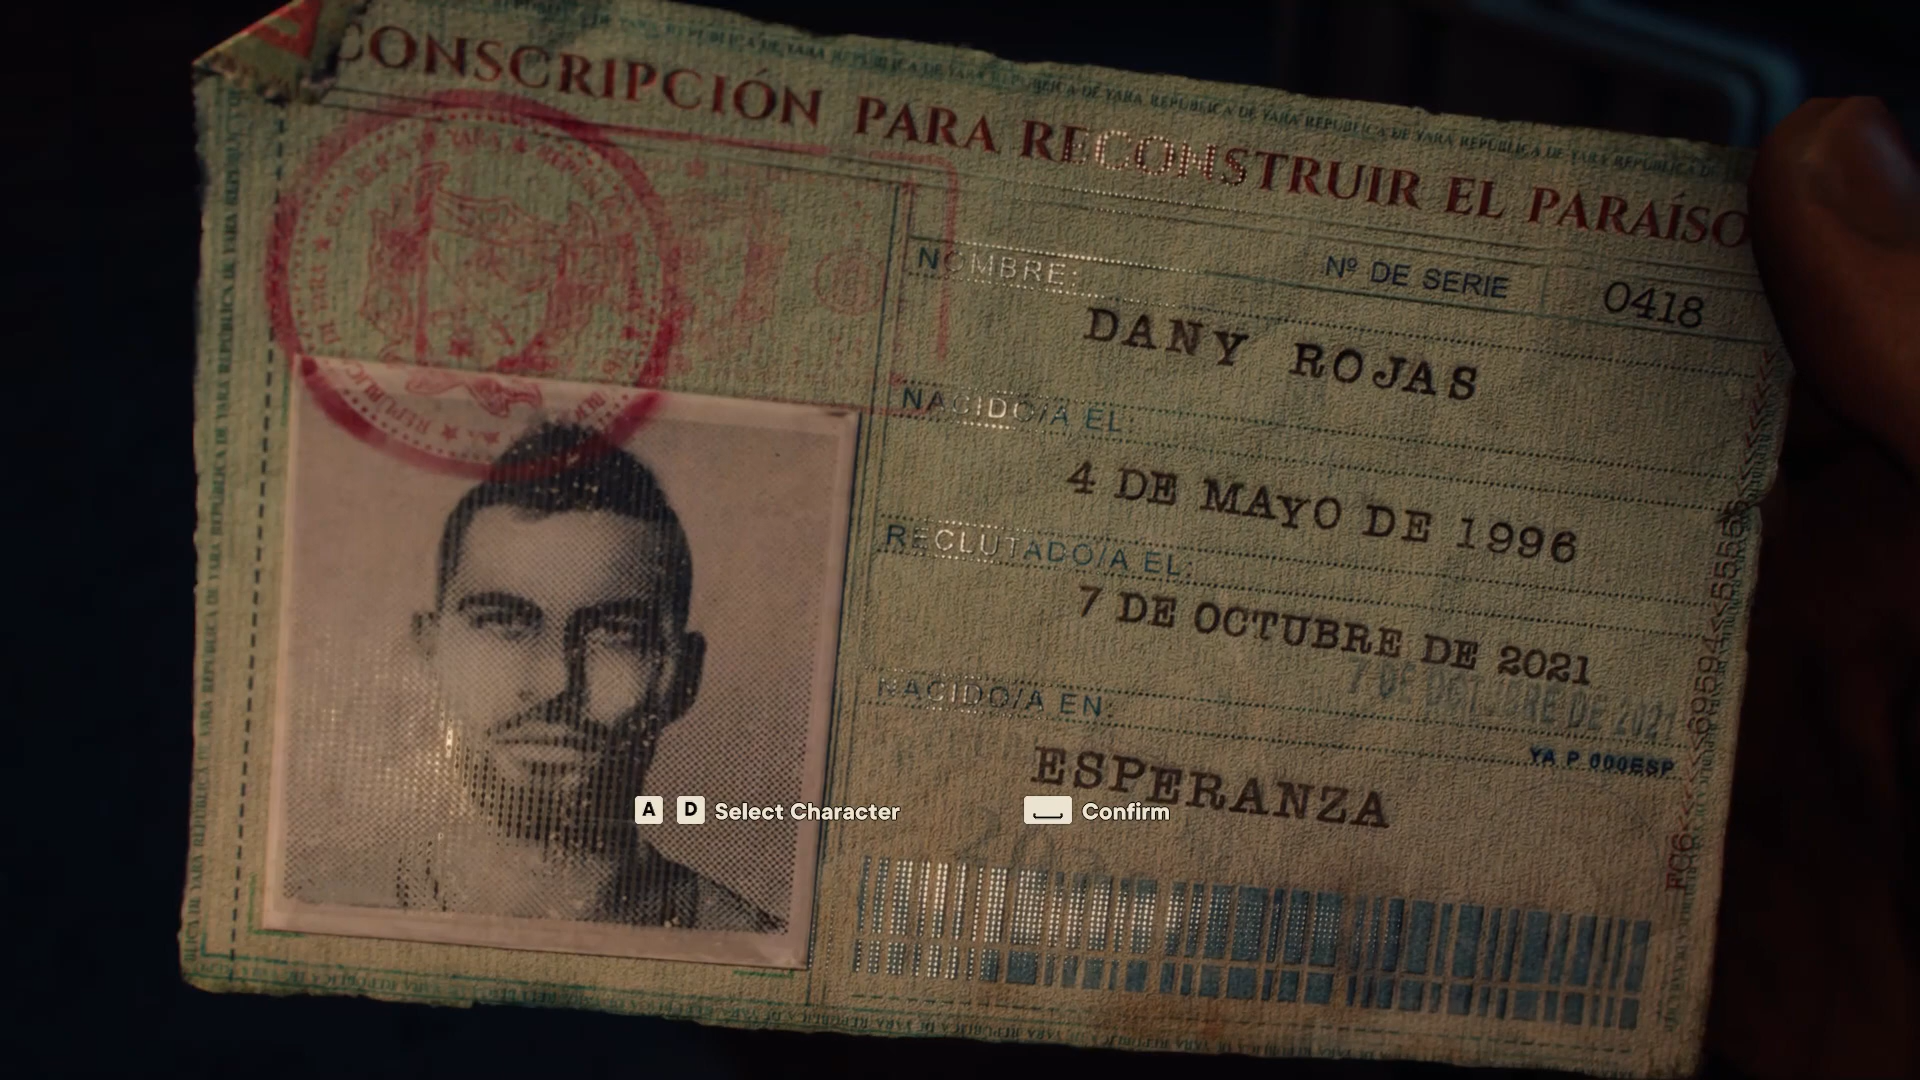 CONSCRIPCIÓN PARA RECONSTRUIR EL PARAÍSO
NOMBRE:
Nº DE SERIE
0418
DANY ROJAS
NACIDO/A EL:
4 DE MAYO DE 1996
RECLUTADO/A EL:
7 DE OCTUBRE DE 2021
7 DE OCTUBRE DE 2021
NACIDO/A EN:
YA P 000ESP
ESPERANZA
A D Select Character
Confirm